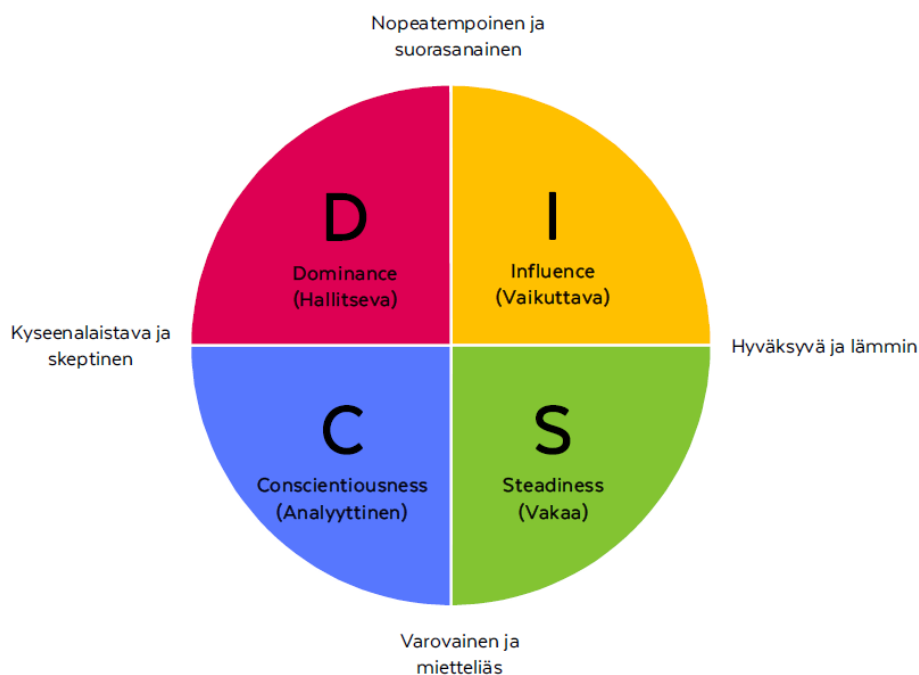 Nopeatempoinen ja
suorasanainen
D
Dominance
(Hallitseva)
I
Influence
(Vaikuttava)
Kyseenalaistava ja
skeptinen
Hyväksyvä ja lämmin
C
Conscientiousness
(Analyyttinen)
S
Steadiness
(Vakaa)
Varovainen ja
mietteliäs